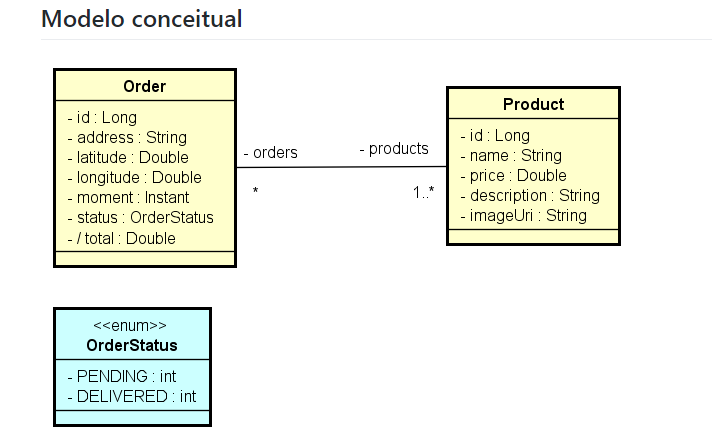 Modelo conceitual
Order
- id : Long
- address : String
- latitude : Double
- longitude : Double
- moment : Instant
- status : OrderStatus
- / total : Double
- orders
*
- products
1..*
Product
- id : Long
- name : String
- price : Double
- description : String
- imageUri : String
<<enum>>
OrderStatus
- PENDING : int
- DELIVERED : int